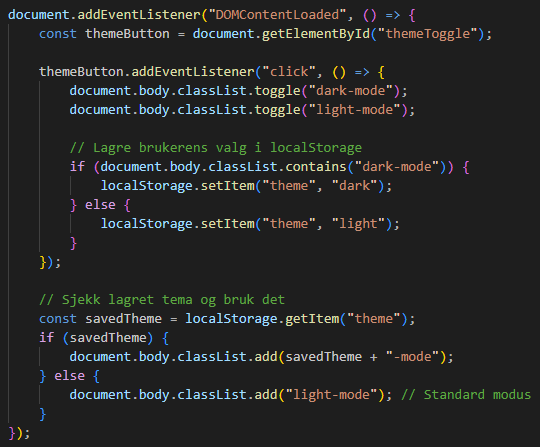 document.addEventListener("DOMContentLoaded", () => {
    const themeButton = document.getElementById("themeToggle");

    themeButton.addEventListener("click", () => {
        document.body.classList.toggle("dark-mode");
        document.body.classList.toggle("light-mode");

        // Lagre brukerens valg i localStorage
        if (document.body.classList.contains("dark-mode")) {
            localStorage.setItem("theme", "dark");
        } else {
            localStorage.setItem("theme", "light");
        }
    });

    // Sjekk lagret tema og bruk det
    const savedTheme = localStorage.getItem("theme");
    if (savedTheme) {
        document.body.classList.add(savedTheme + "-mode");
    } else {
        document.body.classList.add("light-mode"); // Standard modus
    }
});